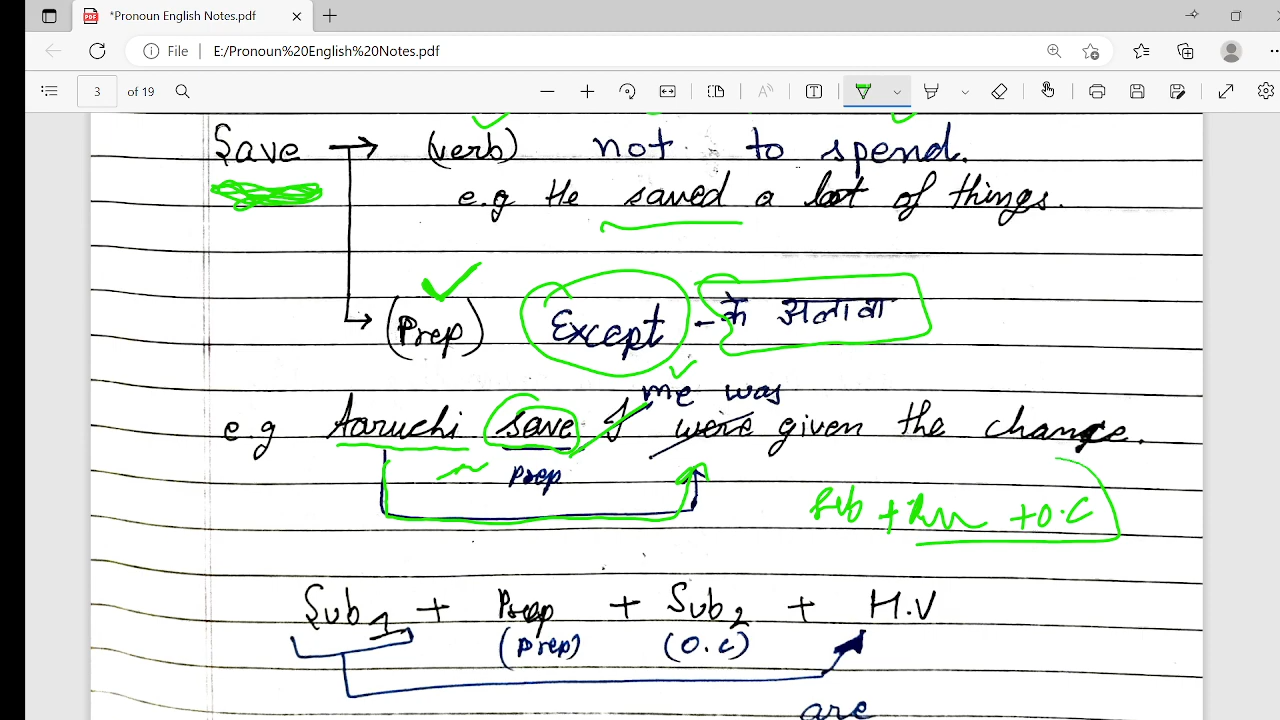 *Pronoun English Notes.pdf
File E:/Pronoun%20English%20Notes.pdf
3 of 19
Save → (verb) not to spend.
e.g He saved a lot of things.
(Prep) Except - के अलावा
me was
e.g Aaruchi save I were given the change.
Prep
Sub + + O.C
Sub1 + Prep + Sub2 + H.V
(Prep) (O.C)
are